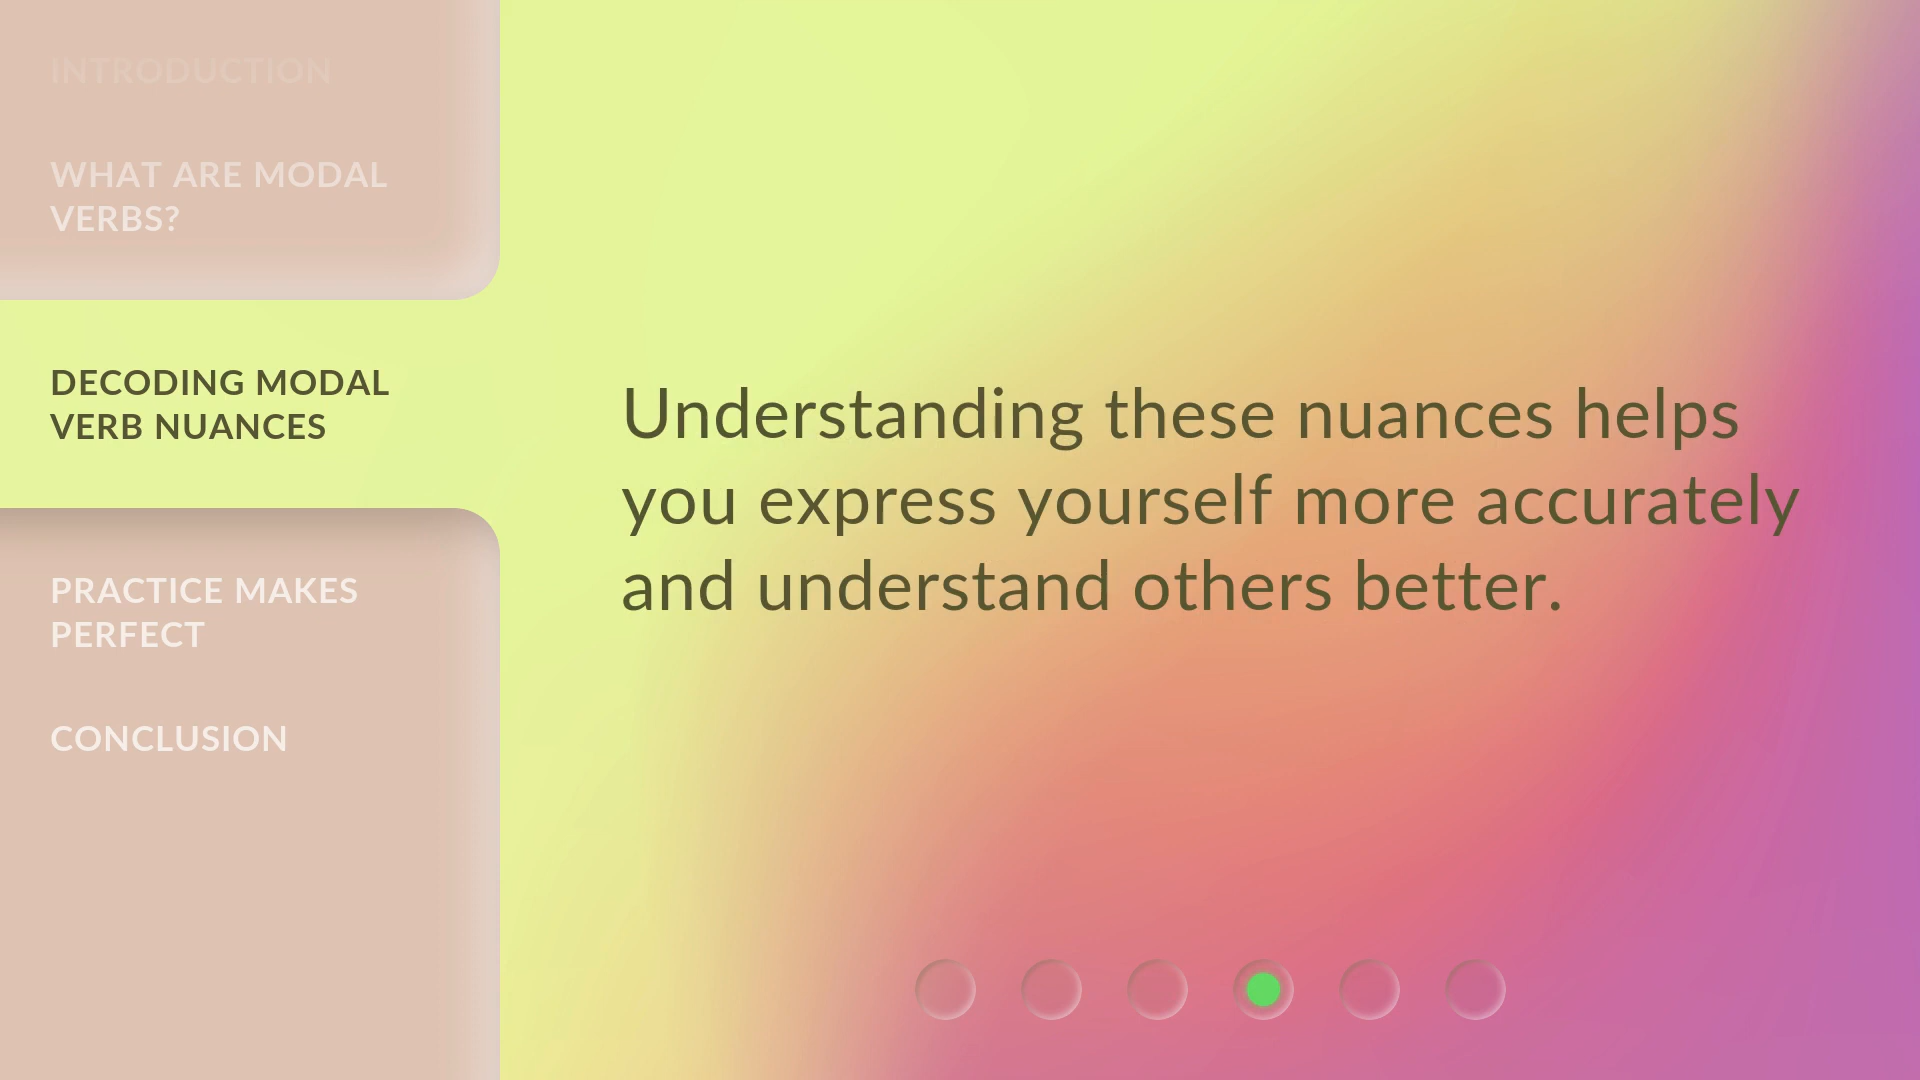 INTRODUCTION
WHAT ARE MODAL
VERBS?
DECODING MODAL
VERB NUANCES
PRACTICE MAKES
PERFECT
CONCLUSION
Understanding these nuances helps
you express yourself more accurately
and understand others better.